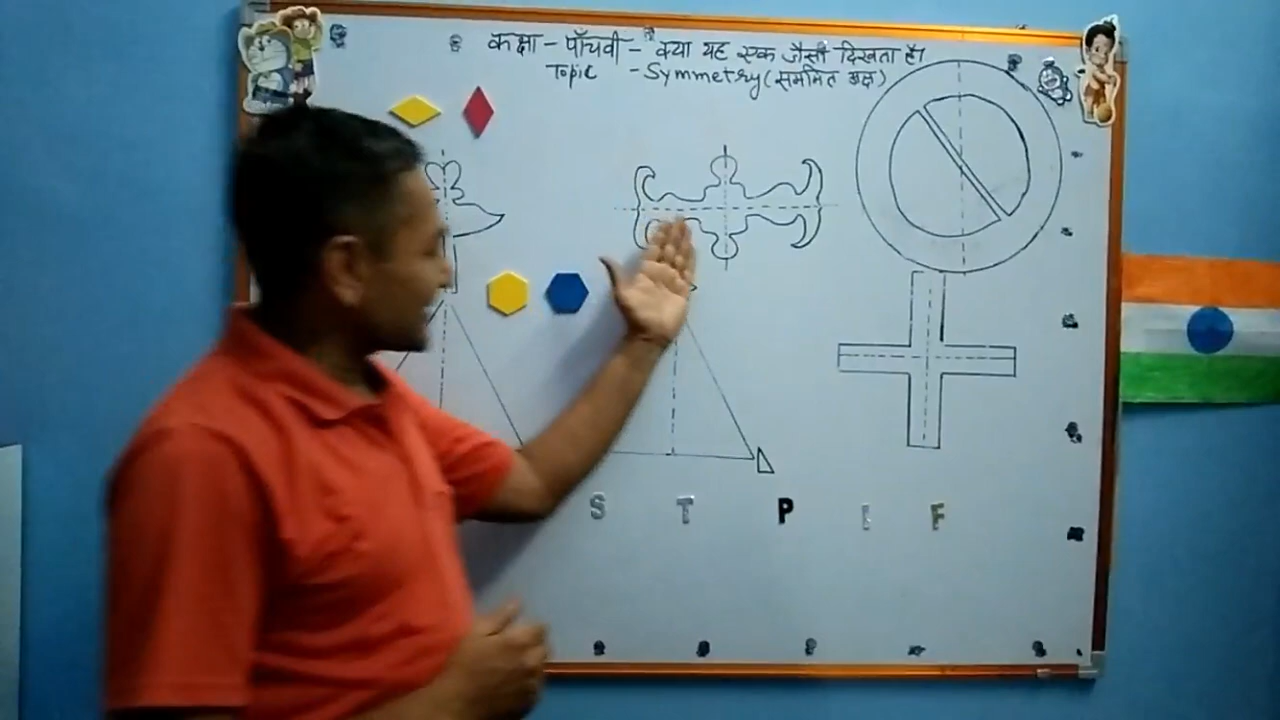 कक्षा - पाँचवी - क्या यह एक जैसा दिखता है।
Topic - Symmetry (सममित अक्ष)
S T P E F